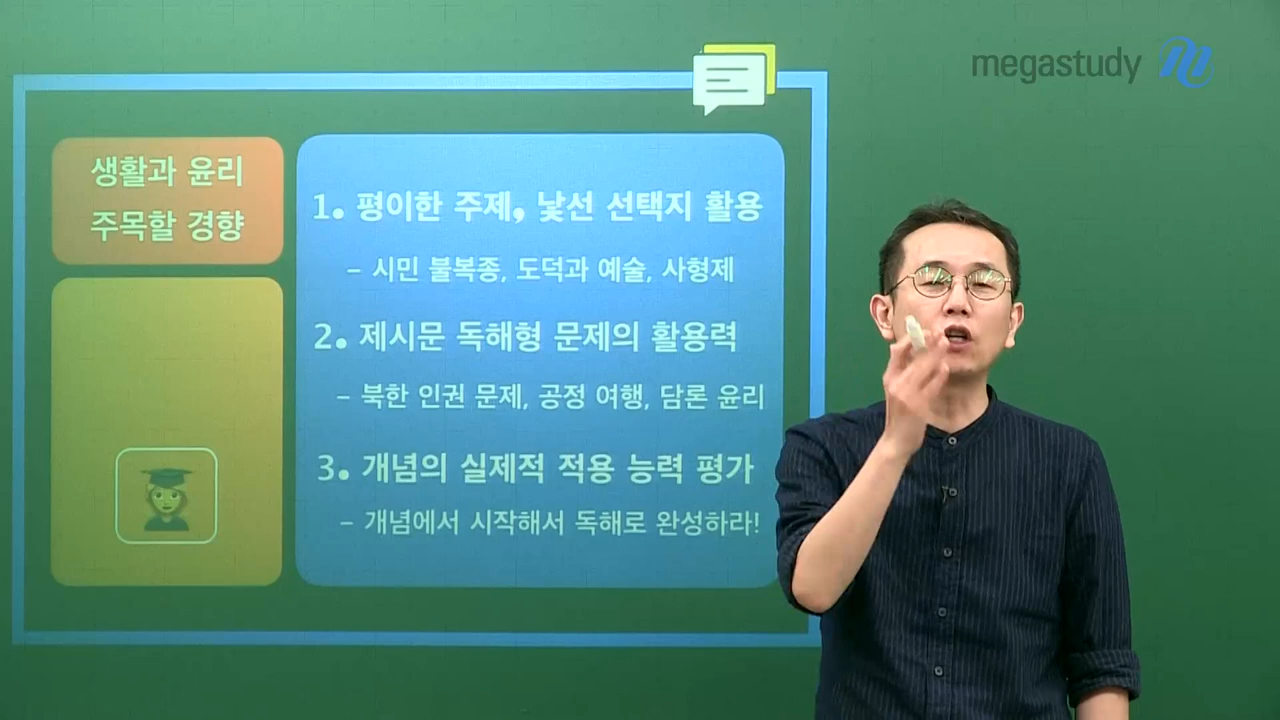 megastudy
생활과 윤리
주목할 경향
1. 평이한 주제, 낯선 선택지 활용
– 시민 불복종, 도덕과 예술, 사형제
2. 제시문 독해형 문제의 활용력
– 북한 인권 문제, 공정 여행, 담론 윤리
3. 개념의 실제적 적용 능력 평가
– 개념에서 시작해서 독해로 완성하라!